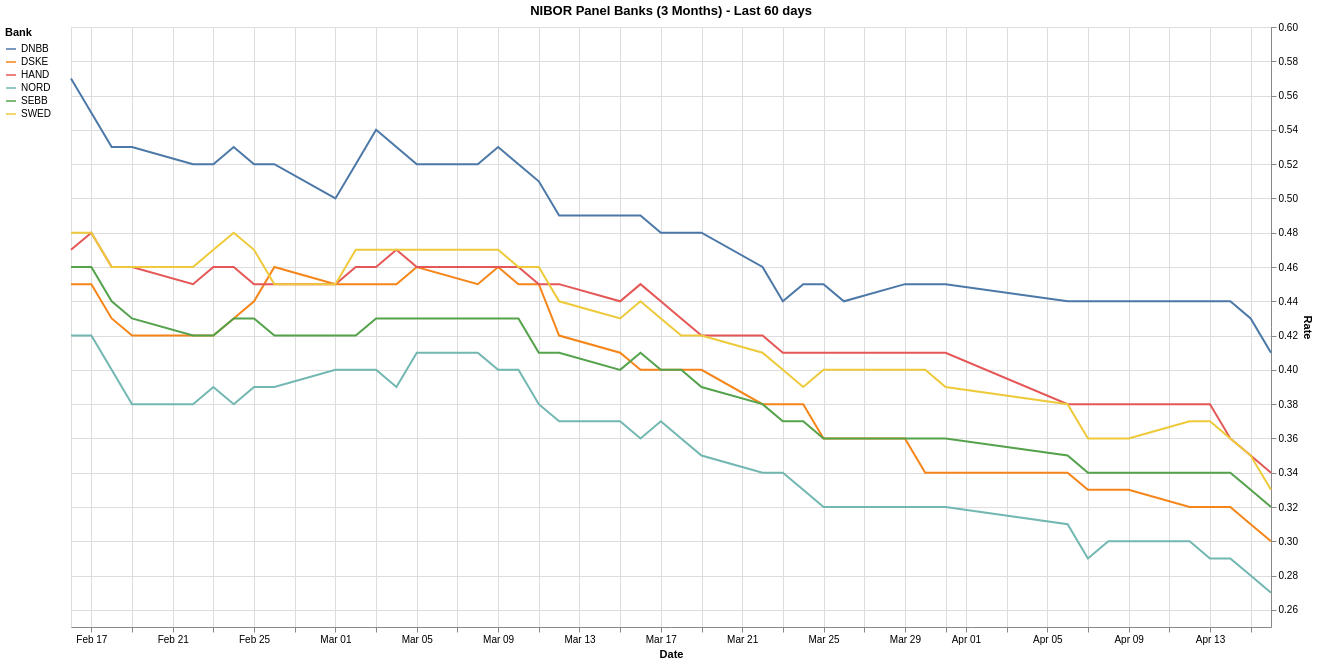 NIBOR Panel Banks (3 Months) - Last 60 days
Bank
DNBB
DSKE
HAND
NORD
SEBB
SWED
0.60
0.58
0.56
0.54
0.52
0.50
0.48
0.46
0.44
0.42
0.40
0.38
0.36
0.34
0.32
0.30
0.28
0.26
Rate
Feb 17 Feb 21 Feb 25 Mar 01 Mar 05 Mar 09 Mar 13 Mar 17 Mar 21 Mar 25 Mar 29 Apr 01 Apr 05 Apr 09 Apr 13
Date